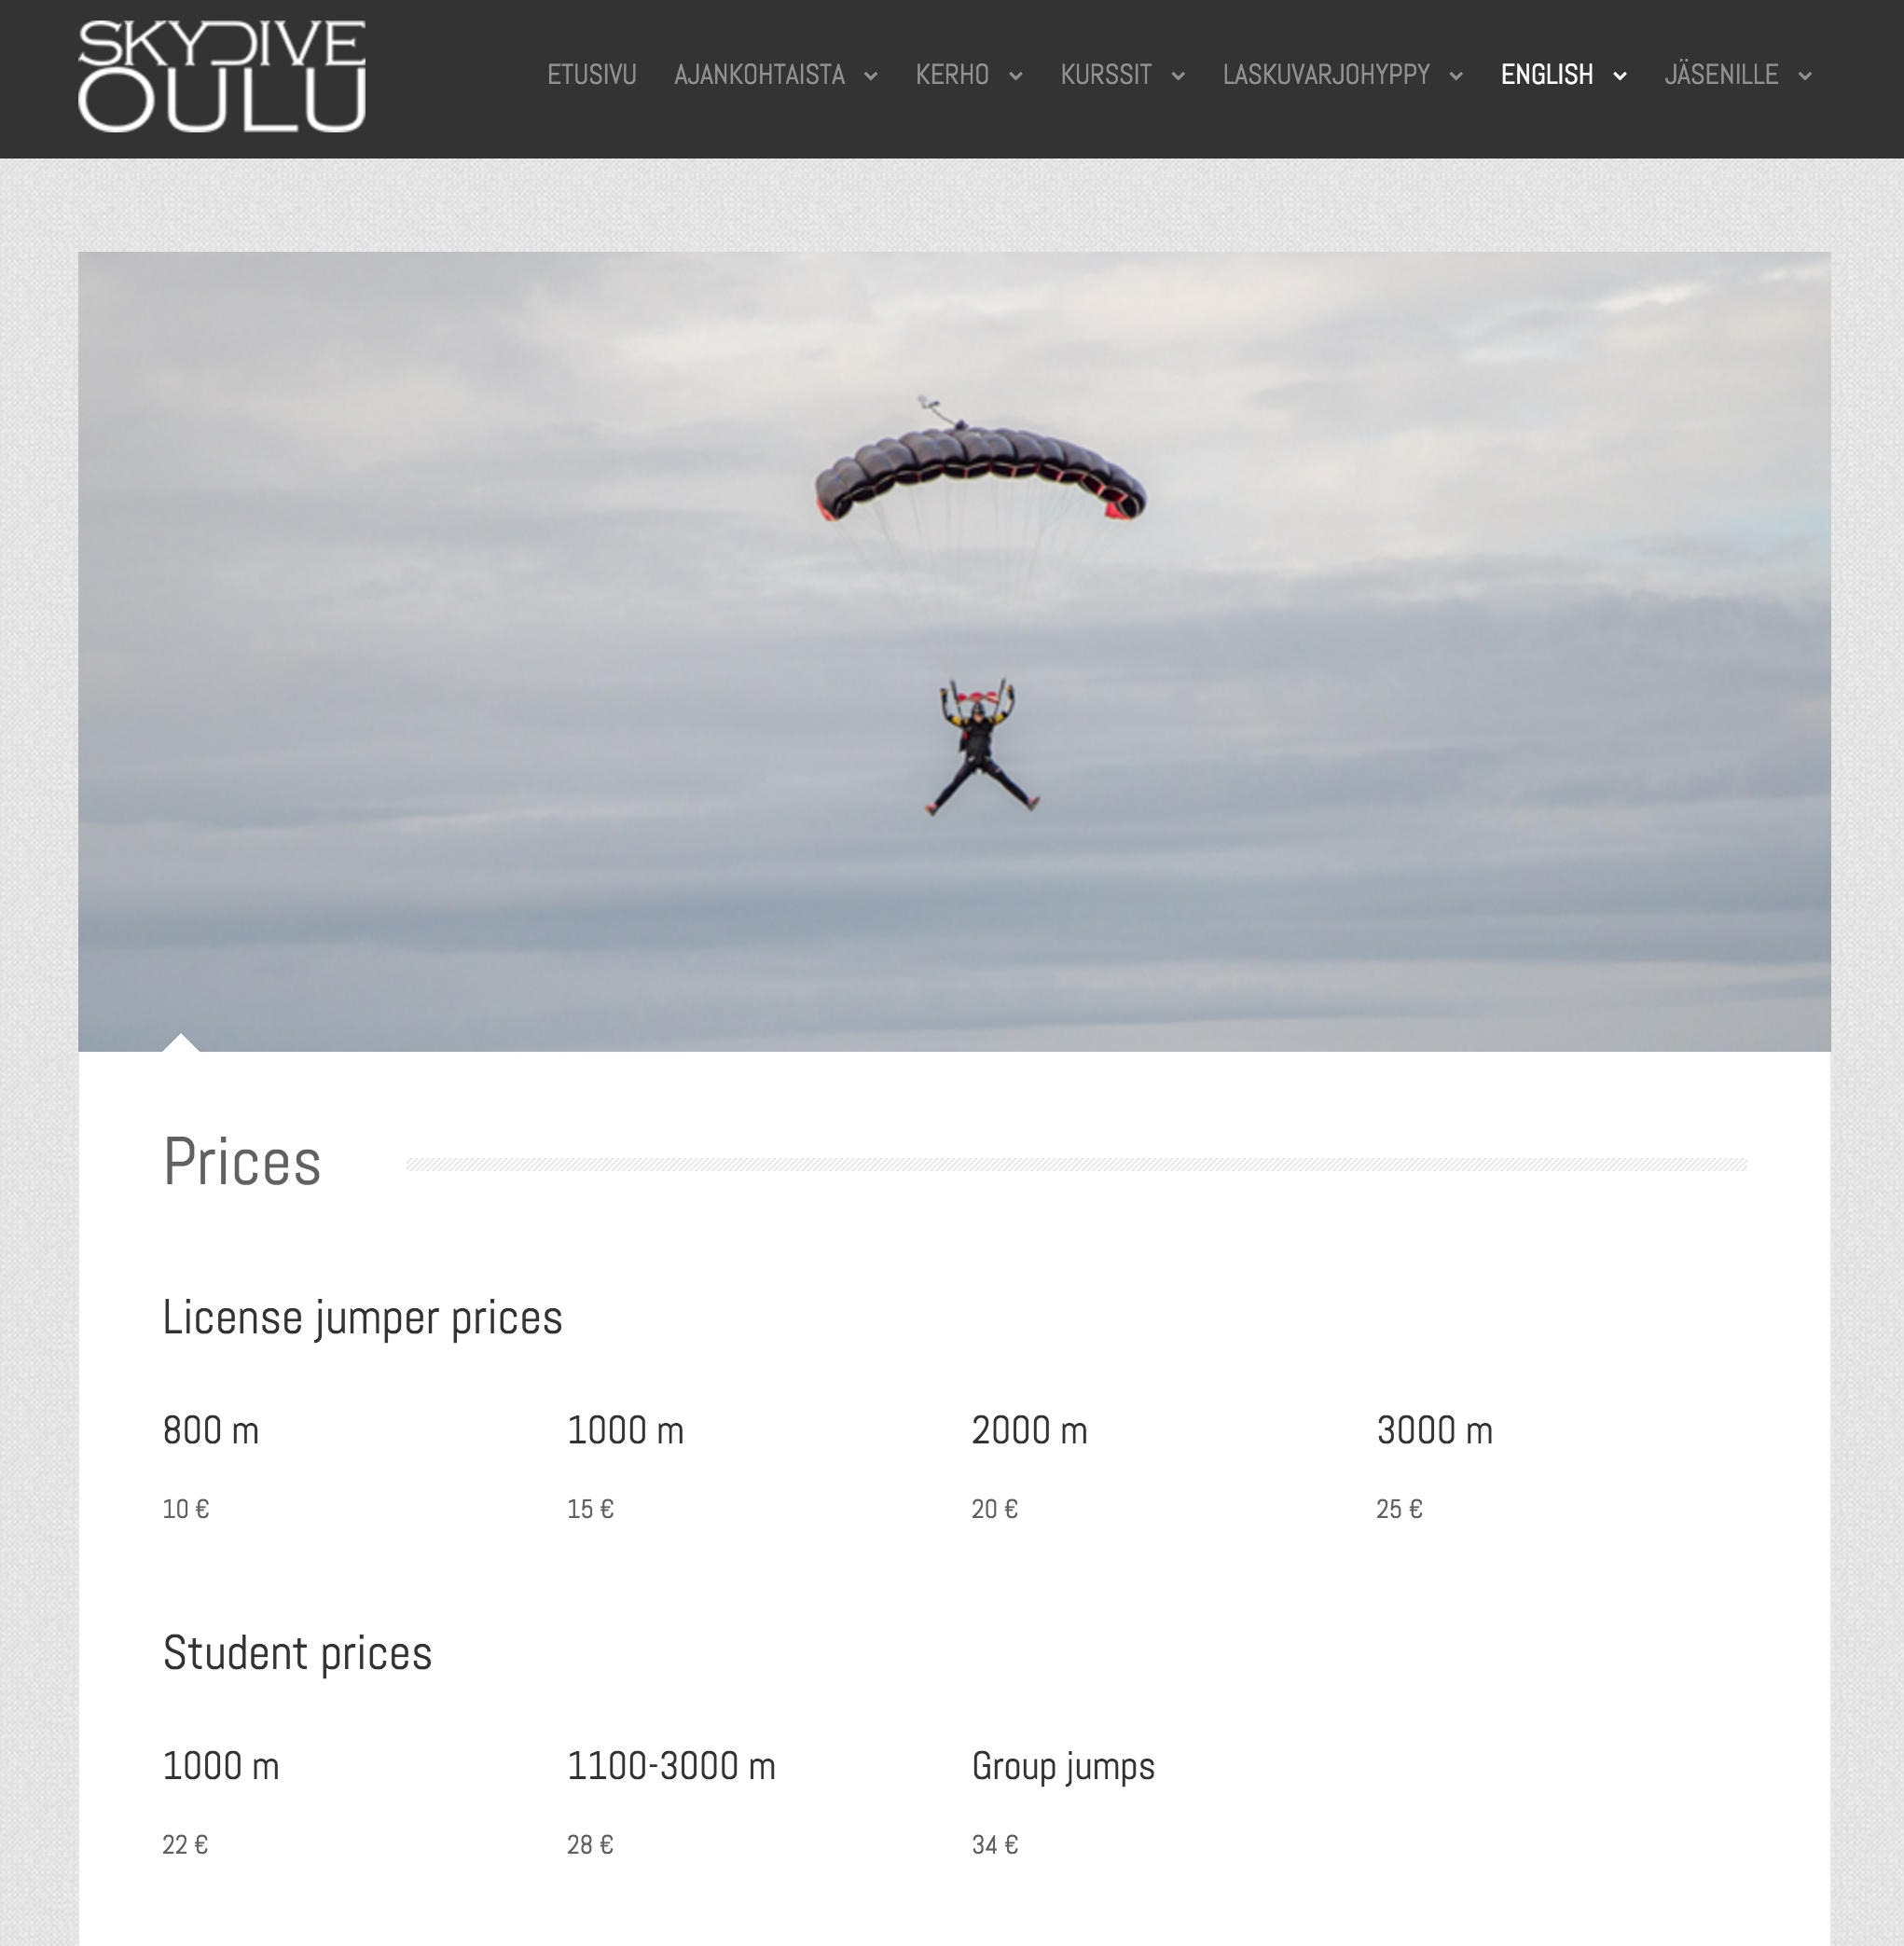 SKYDIVE
OULU
ETUSIVU AJANKOHTAISTA KERHO KURSSIT LASKUVARJOHYPPY ENGLISH JÄSENILLE
Prices
License jumper prices
800 m 1000 m 2000 m 3000 m
10 € 15 € 20 € 25 €
Student prices
1000 m 1100-3000 m Group jumps
22 € 28 € 34 €